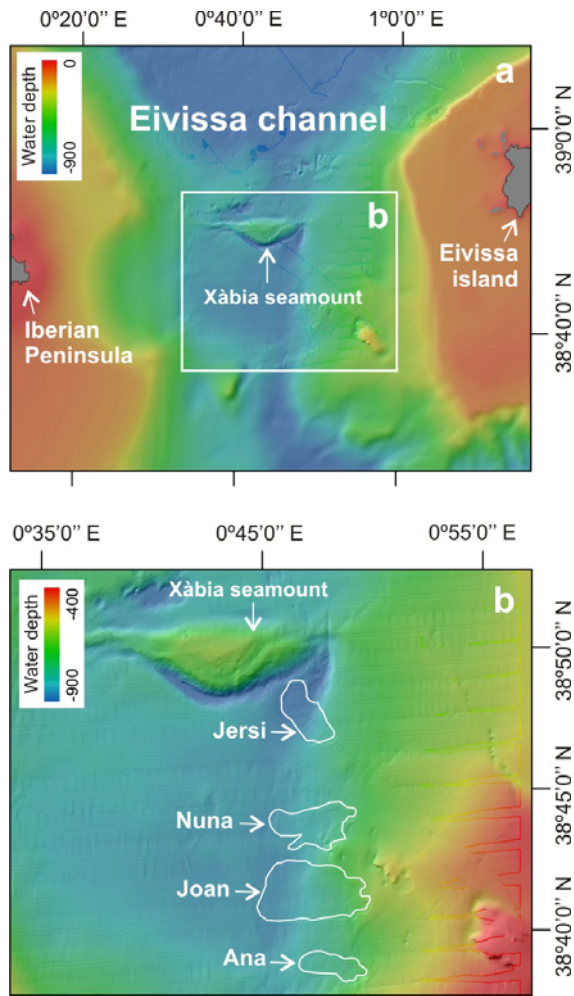 0º20'0'' E 0º40'0'' E 1º0'0'' E
a
0
-900
Water depth
Eivissa channel
39º0'0'' N
b
Xàbia seamount
Eivissa
island
Iberian
Peninsula
38º40'0'' N
0º35'0'' E 0º45'0'' E 0º55'0'' E
b
-400
-900
Water depth
Xàbia seamount
38º50'0'' N
Jersi
38º45'0'' N
Nuna
Joan
38º40'0'' N
Ana